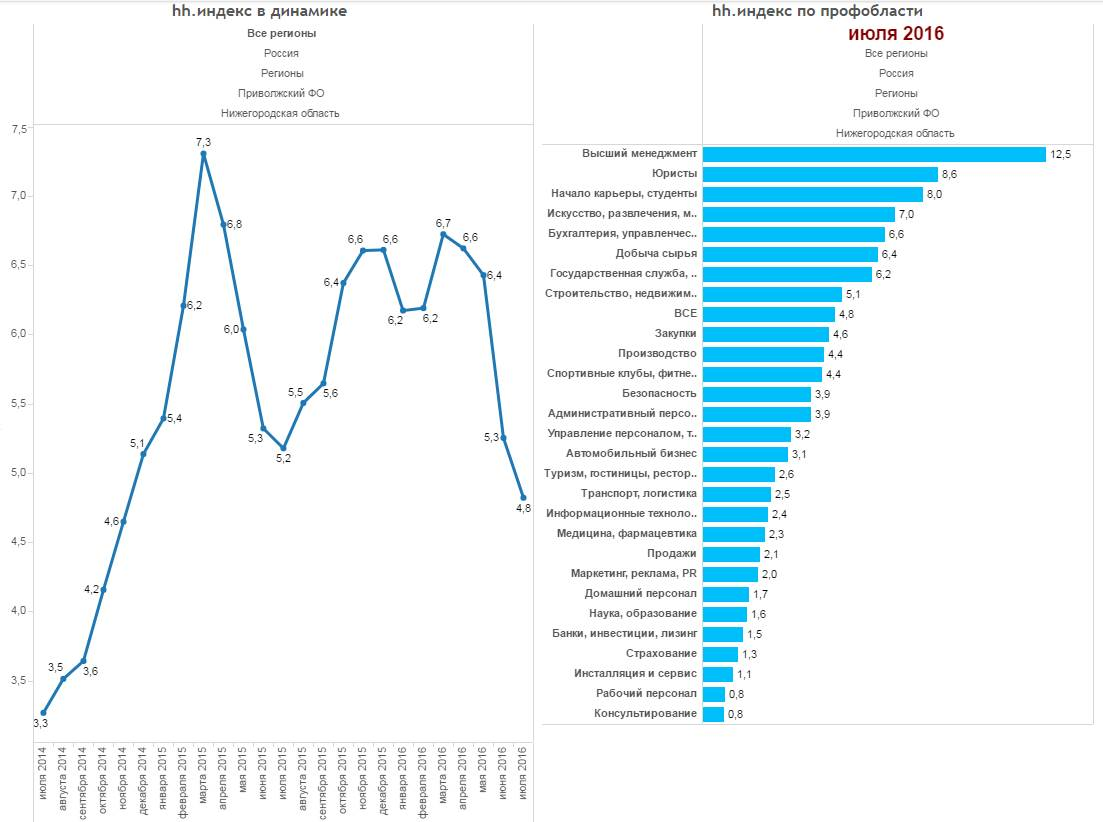 hh.индекс в динамике
Все регионы
Россия
Регионы
Приволжский ФО
Нижегородская область
7,5
7,0
6,5
6,0
5,5
5,0
4,5
4,0
3,5
3,3
3,5
3,6
4,2
4,6
5,1
5,4
6,2
7,3
6,8
6,0
5,3
5,2
5,5
5,6
6,4
6,6
6,6
6,2
6,2
6,7
6,6
6,4
5,3
4,8
июля 2014
августа 2014
сентября 2014
октября 2014
ноября 2014
декабря 2014
января 2015
февраля 2015
марта 2015
апреля 2015
мая 2015
июня 2015
июля 2015
августа 2015
сентября 2015
октября 2015
ноября 2015
декабря 2015
января 2016
февраля 2016
марта 2016
апреля 2016
мая 2016
июня 2016
июля 2016
hh.индекс по профобласти
июля 2016
Все регионы
Россия
Регионы
Приволжский ФО
Нижегородская область
Высший менеджмент 12,5
Юристы 8,6
Начало карьеры, студенты 8,0
Искусство, развлечения, м.. 7,0
Бухгалтерия, управленчес.. 6,6
Добыча сырья 6,4
Государственная служба, .. 6,2
Строительство, недвижим.. 5,1
ВСЕ 4,8
Закупки 4,6
Производство 4,4
Спортивные клубы, фитне.. 4,4
Безопасность 3,9
Административный персо.. 3,9
Управление персоналом, т.. 3,2
Автомобильный бизнес 3,1
Туризм, гостиницы, рестор.. 2,6
Транспорт, логистика 2,5
Информационные техноло.. 2,4
Медицина, фармацевтика 2,3
Продажи 2,1
Маркетинг, реклама, PR 2,0
Домашний персонал 1,7
Наука, образование 1,6
Банки, инвестиции, лизинг 1,5
Страхование 1,3
Инсталляция и сервис 1,1
Рабочий персонал 0,8
Консультирование 0,8